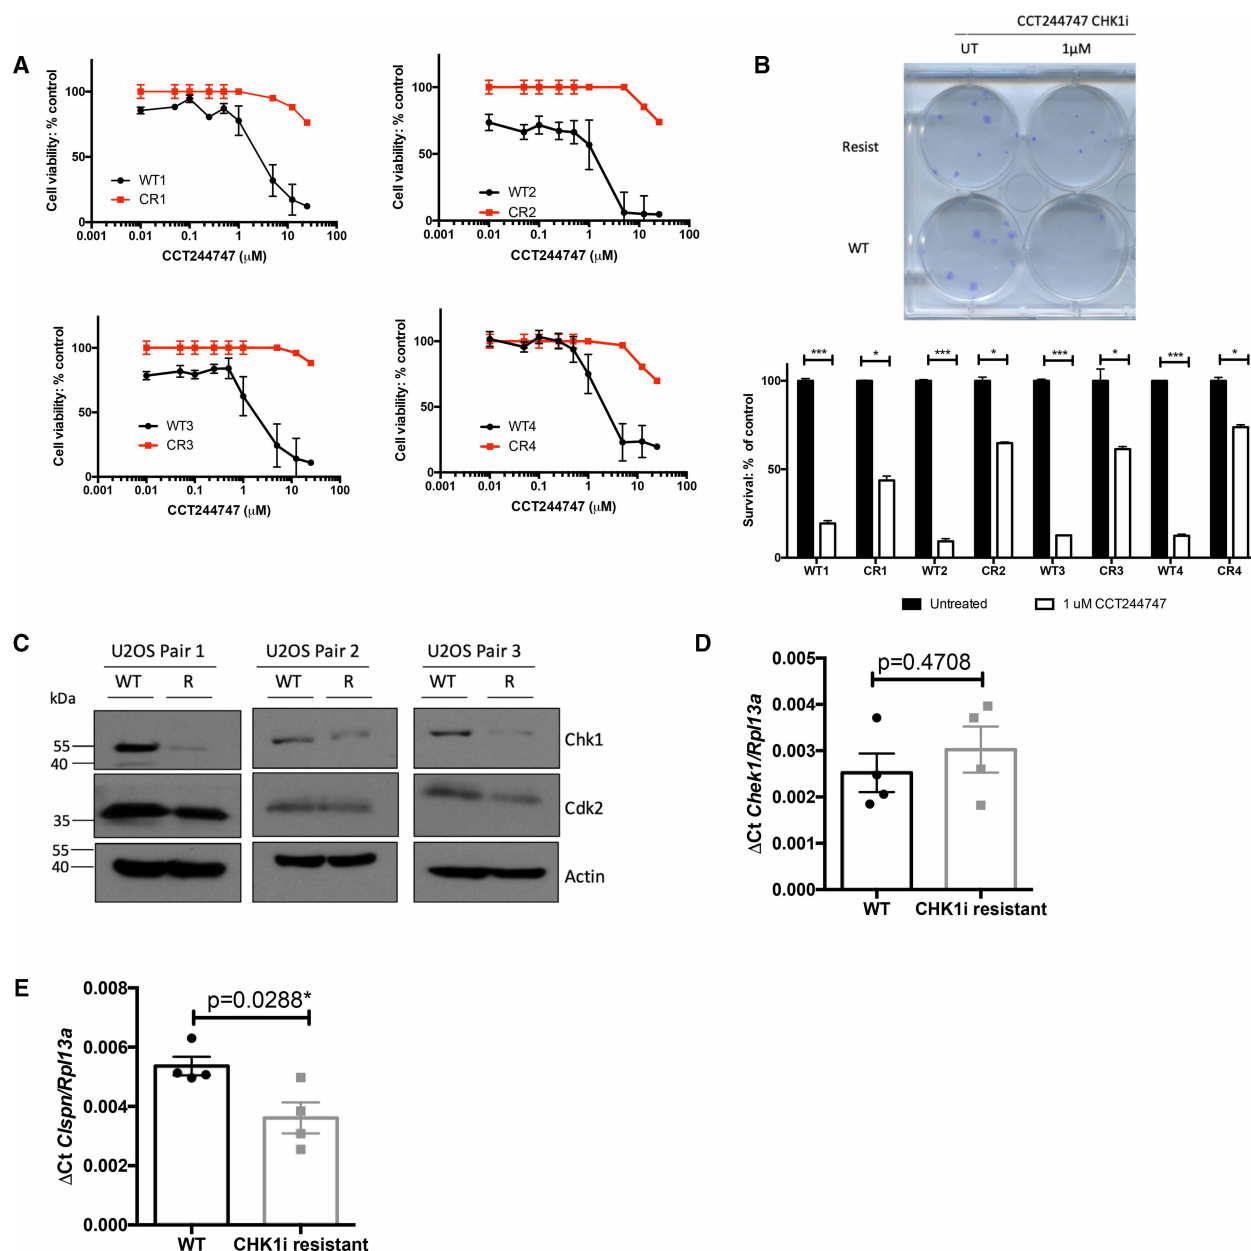 A
Cell viability: % control
100
50
0
WT1
CR1
0.001 0.01 0.1 1 10 100
CCT244747 (μM)
Cell viability: % control
100
50
0
WT2
CR2
0.001 0.01 0.1 1 10 100
CCT244747 (μM)
Cell viability: % control
100
50
0
WT3
CR3
0.001 0.01 0.1 1 10 100
CCT244747 (μM)
Cell viability: % control
100
50
0
WT4
CR4
0.001 0.01 0.1 1 10 100
CCT244747 (μM)
B
CCT244747 CHK1i
UT 1μM
Resist
WT
*** * *** * *** * *** *
Survival: % of control
100
50
0
WT1 CR1 WT2 CR2 WT3 CR3 WT4 CR4
Untreated 1 uM CCT244747
C
U2OS Pair 1 U2OS Pair 2 U2OS Pair 3
WT R WT R WT R
kDa
55
40
Chk1
35
Cdk2
55
40
Actin
D
ΔCt Chek1/Rpl13a
0.005
0.004
0.003
0.002
0.001
0.000
p=0.4708
WT CHK1i resistant
E
ΔCt Clspn/Rpl13a
0.008
0.006
0.004
0.002
0.000
p=0.0288*
WT CHK1i resistant